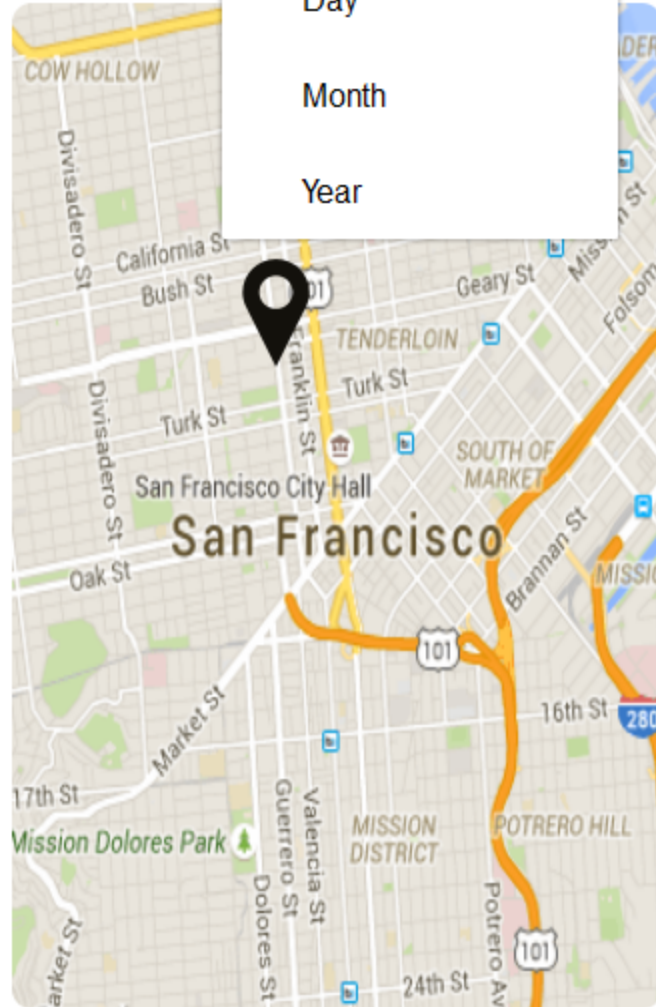 Day
Month
Year
COW HOLLOW
Divisadero St
California St
Bush St
Geary St
Folsom
101
TENDERLOIN
Franklin St
Turk St
Turk St
Divisadero St
SOUTH OF
MARKET
San Francisco City Hall
San Francisco
Oak St
Brannan St
101
16th St
280
Market St
17th St
Mission Dolores Park
Guerrero St
Valencia St
MISSION
DISTRICT
POTRERO HILL
Dolores St
Potrero Av
101
24th St